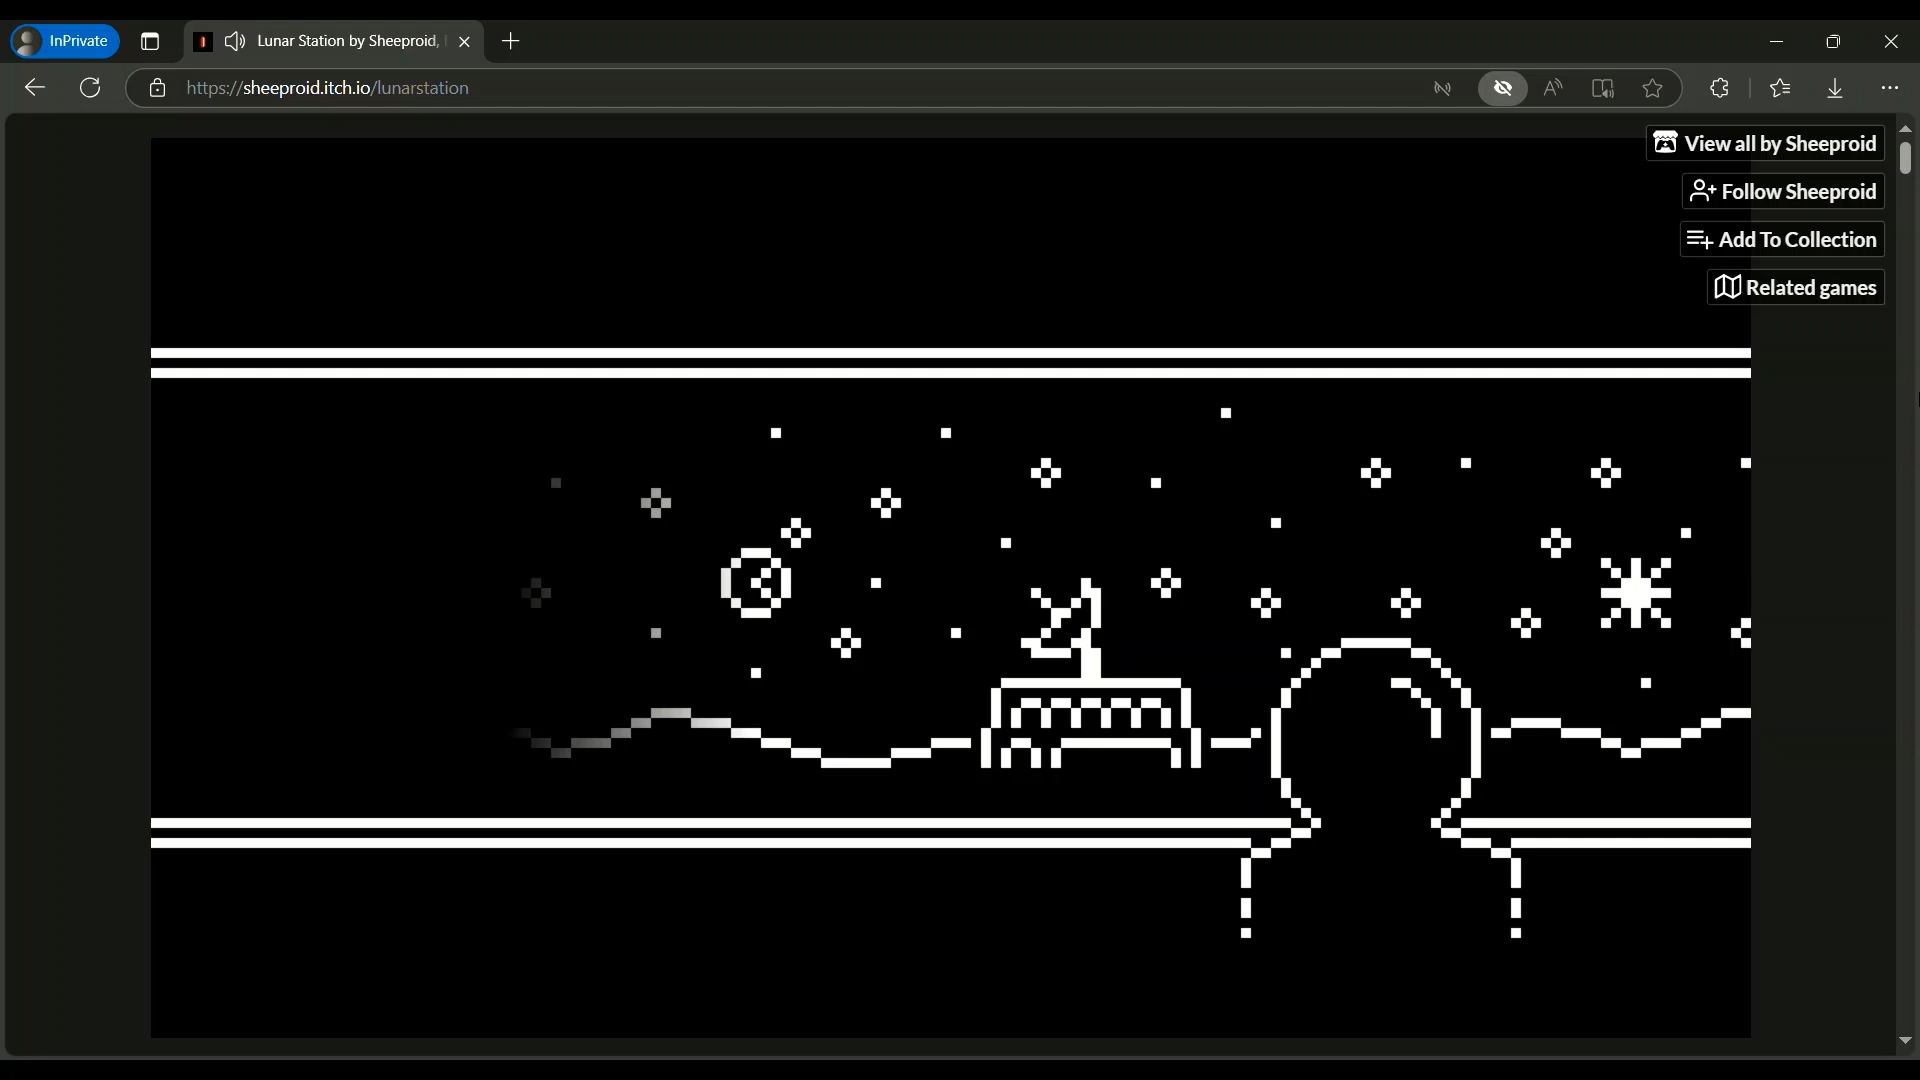 InPrivate
Lunar Station by Sheeproid,
https://sheeproid.itch.io/lunarstation
View all by Sheeproid
Follow Sheeproid
Add To Collection
Related games